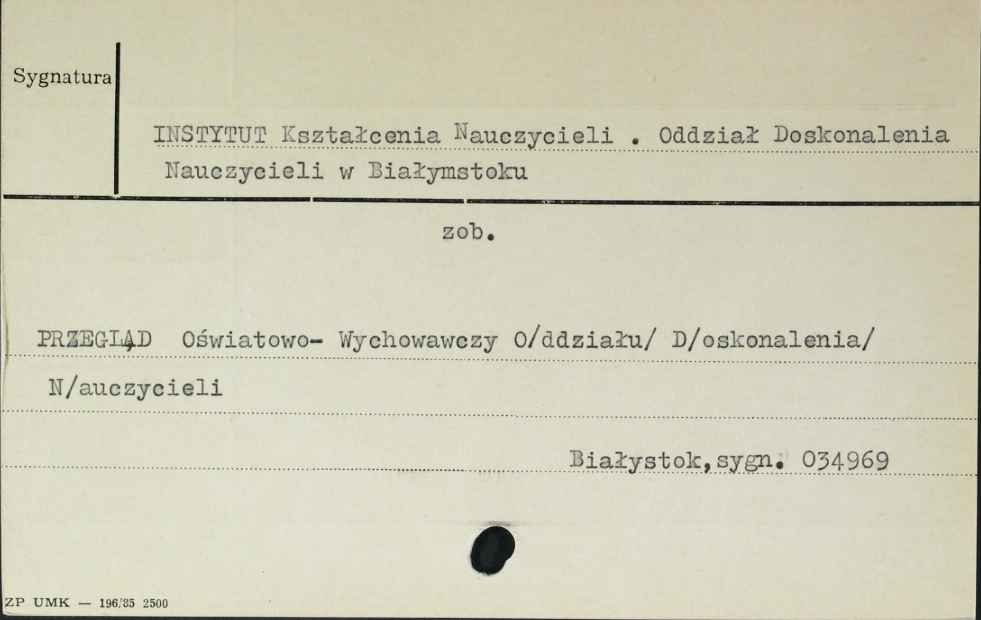 Sygnatura
INSTYTUT Kształcenia Nauczycieli . Oddział Doskonalenia
Nauczycieli w Białymstoku
zob.
PRZEGLĄD Oświatowo- Wychowawczy O/ddziału/ D/oskonalenia/
N/auczycieli
Białystok,sygn. 034969
ZP UMK — 196/85 2500